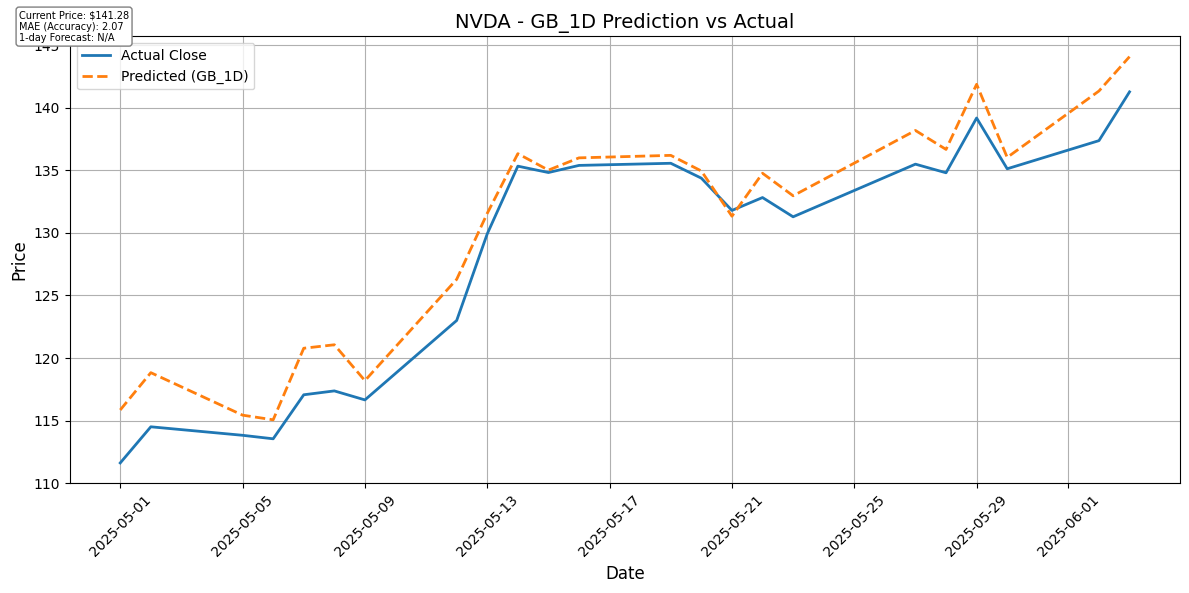 NVDA - GB_1D Prediction vs Actual
Current Price: $141.28
MAE (Accuracy): 2.07
1-day Forecast: N/A
Actual Close
Predicted (GB_1D)
Price
145
140
135
130
125
120
115
110
2025-05-01
2025-05-05
2025-05-09
2025-05-13
2025-05-17
2025-05-21
2025-05-25
2025-05-29
2025-06-01
Date